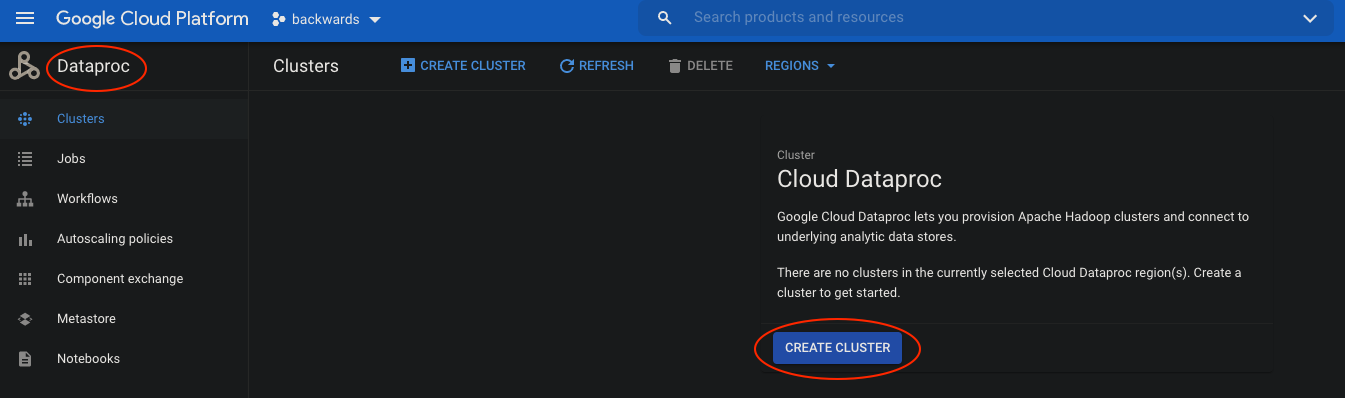 Google Cloud Platform backwards Search products and resources
Dataproc Clusters CREATE CLUSTER REFRESH DELETE REGIONS
Clusters
Jobs
Workflows
Autoscaling policies
Component exchange
Metastore
Notebooks
Cluster
Cloud Dataproc
Google Cloud Dataproc lets you provision Apache Hadoop clusters and connect to
underlying analytic data stores.
There are no clusters in the currently selected Cloud Dataproc region(s). Create a
cluster to get started.
CREATE CLUSTER